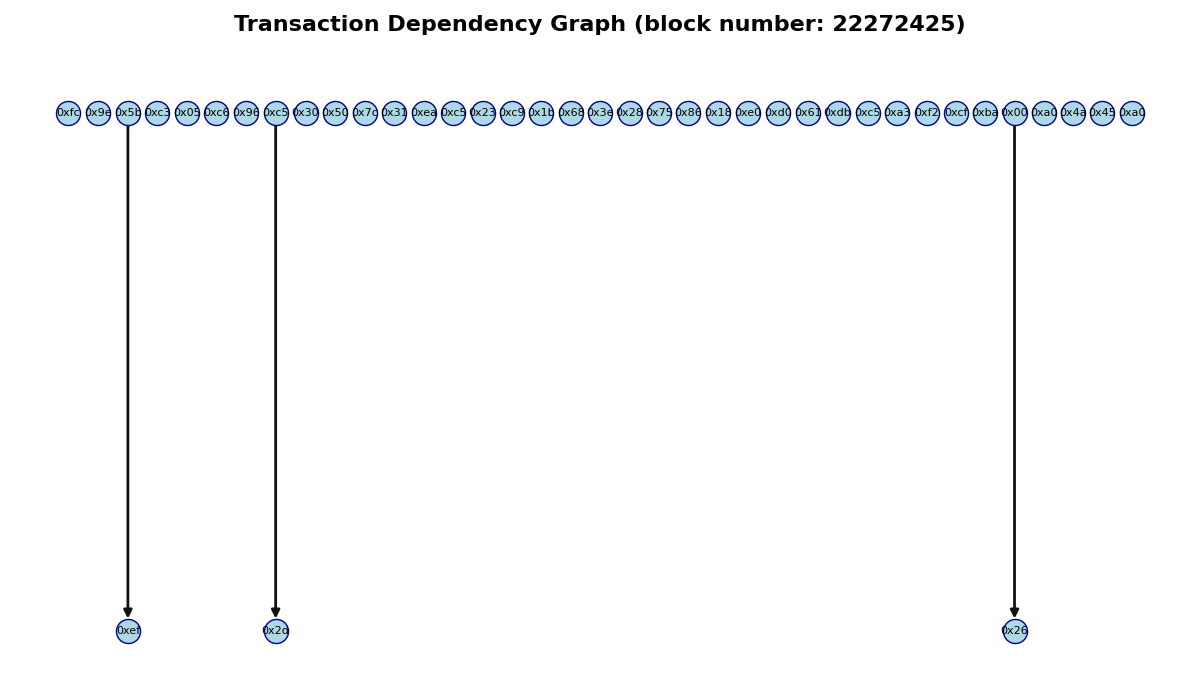 Transaction Dependency Graph (block number: 22272425)
0xfc 0x9e 0x5b 0xc3 0x05 0xc6 0x96 0xc5 0x30 0x50 0x7c 0x31 0xea 0xc5 0x23 0xc9 0x1b 0x68 0x3e 0x28 0x75 0x86 0x18 0xe0 0xd0 0x61 0xdb 0xc5 0xa3 0xf2 0xcf 0xba 0x00 0xa0 0x4a 0x45 0xa0
0xef 0x26